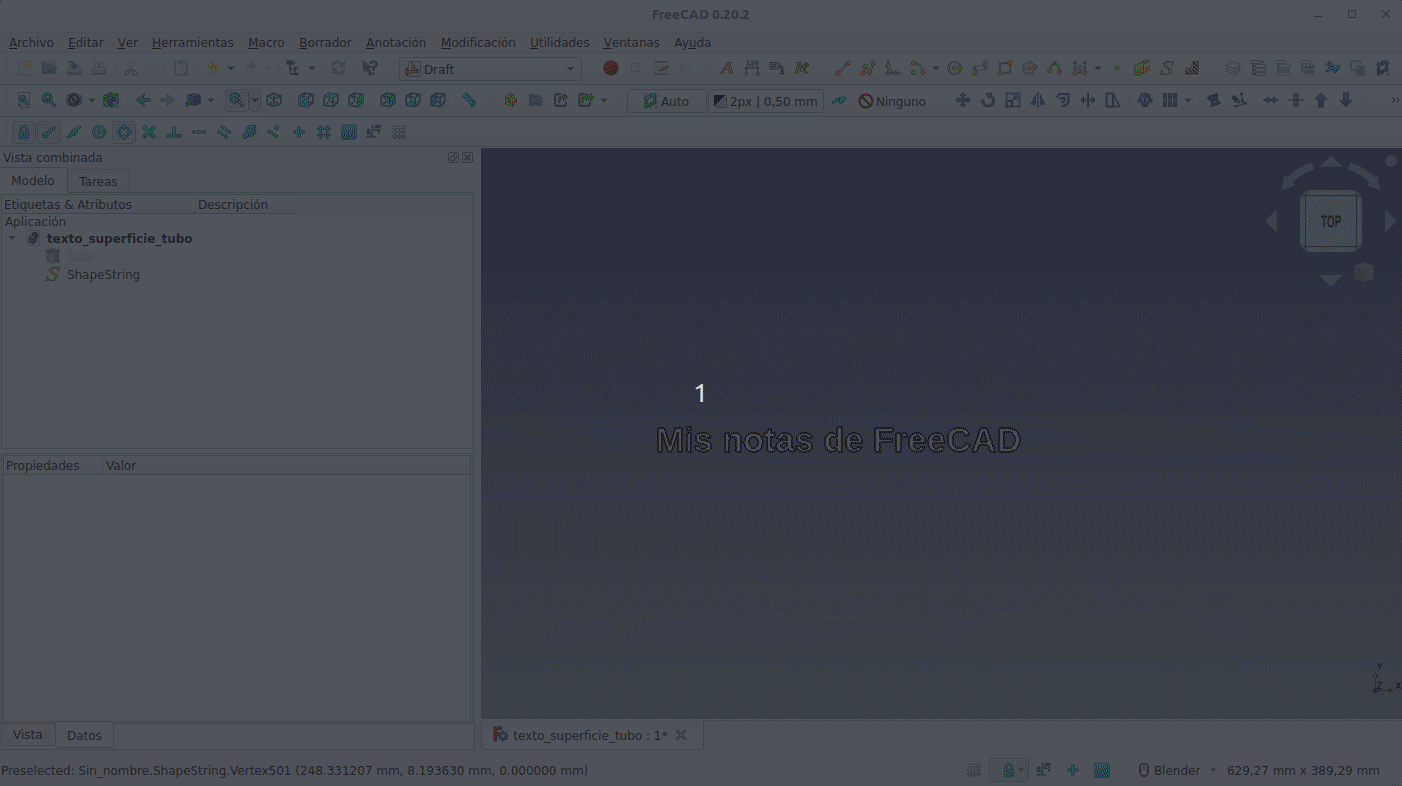 FreeCAD 0.20.2
Archivo Editar Ver Herramientas Macro Borrador Anotación Modificación Utilidades Ventanas Ayuda
Draft
Auto 2px | 0,50 mm Ninguno
Vista combinada
Modelo Tareas
Etiquetas & Atributos Descripción
Aplicación
texto_superficie_tubo
Tube
ShapeString
TOP
1
Mis notas de FreeCAD
Propiedades Valor
Y
Z X
Vista Datos
texto_superficie_tubo : 1*
Preselected: Sin_nombre.ShapeString.Vertex501 (248.331207 mm, 8.193630 mm, 0.000000 mm)
Blender 629,27 mm x 389,29 mm